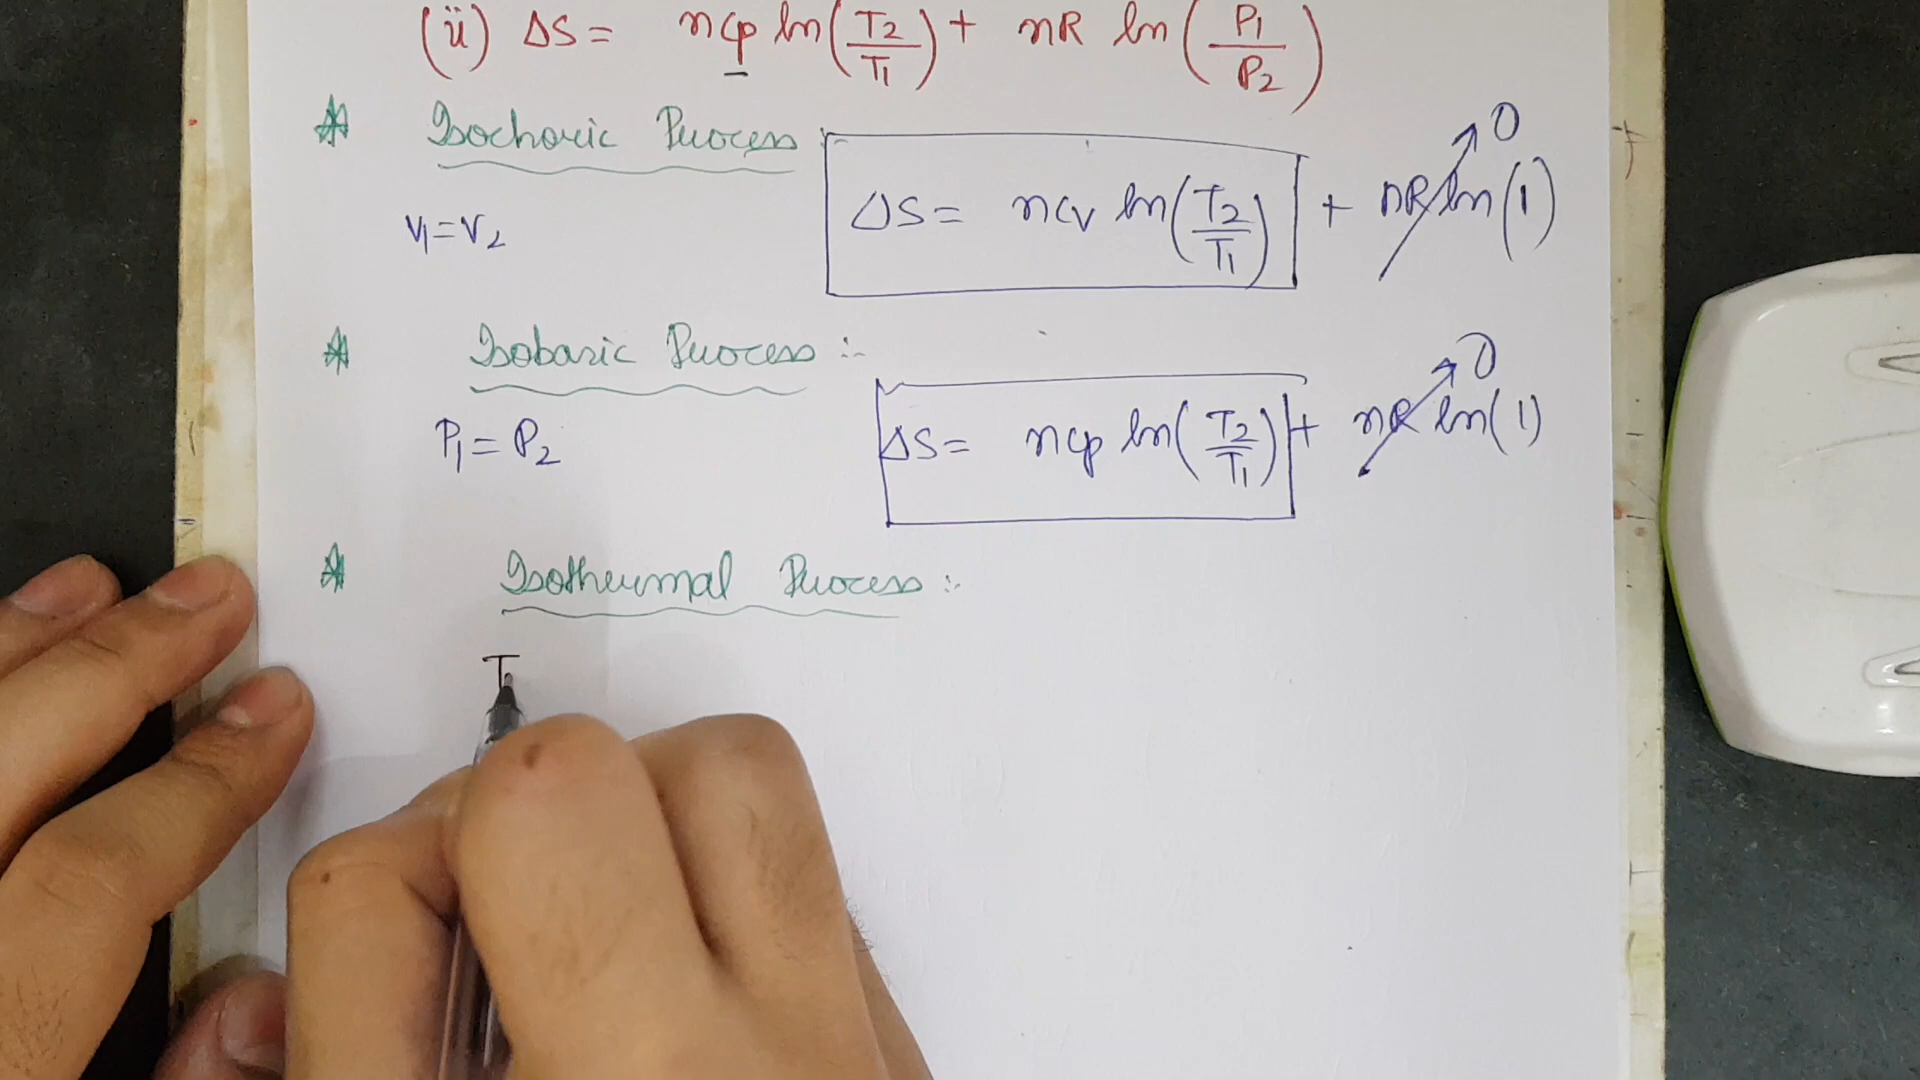 (ii) ΔS = nCp ln(T2/T1) + nR ln(P1/P2)
Isochoric Process :-
V1 = V2 ΔS = nCv ln(T2/T1) + nR ln(1) 0
Isobaric Process :-
P1 = P2 ΔS = nCp ln(T2/T1) + nR ln(1) 0
Isothermal Process :-
T